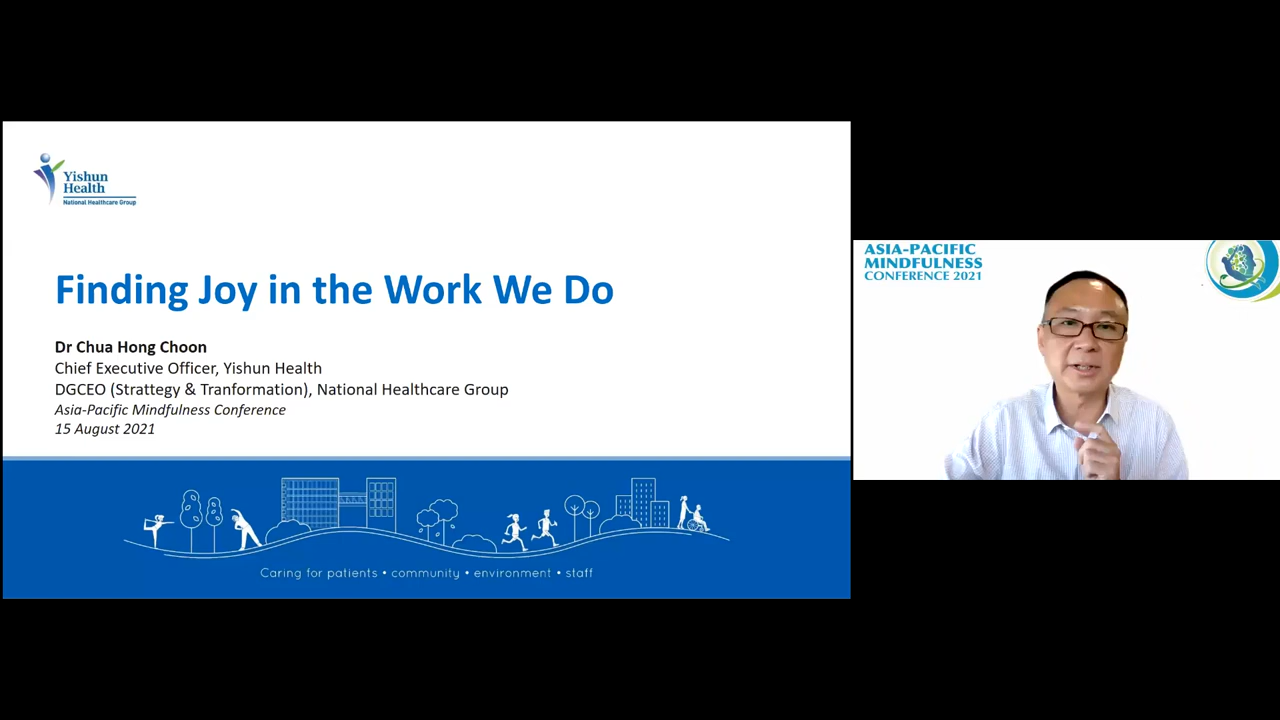 Yishun
Health
National Healthcare Group
Finding Joy in the Work We Do
Dr Chua Hong Choon
Chief Executive Officer, Yishun Health
DGCEO (Strattegy & Tranformation), National Healthcare Group
Asia-Pacific Mindfulness Conference
15 August 2021
Caring for patients • community • environment • staff
ASIA-PACIFIC
MINDFULNESS
CONFERENCE 2021